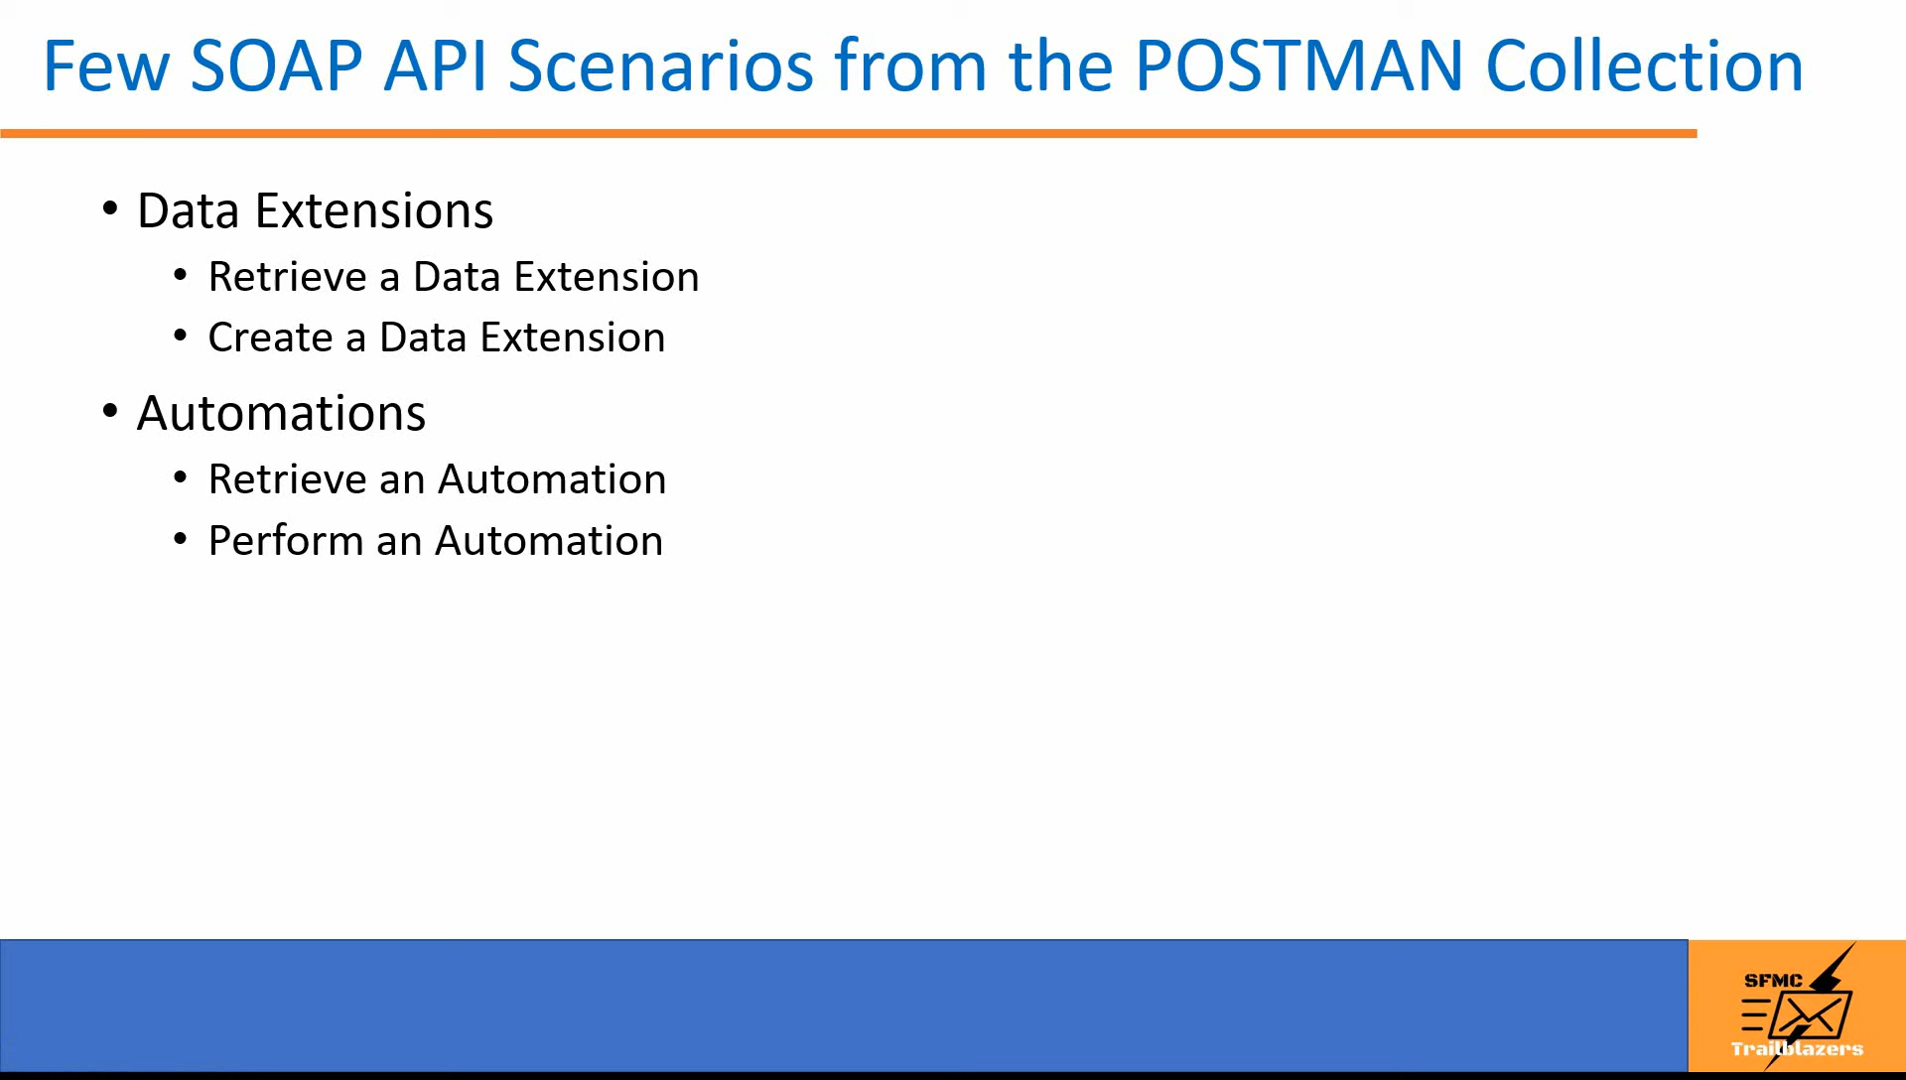 Few SOAP API Scenarios from the POSTMAN Collection
• Data Extensions
• Retrieve a Data Extension
• Create a Data Extension
• Automations
• Retrieve an Automation
• Perform an Automation
SFMC
Trailblazers